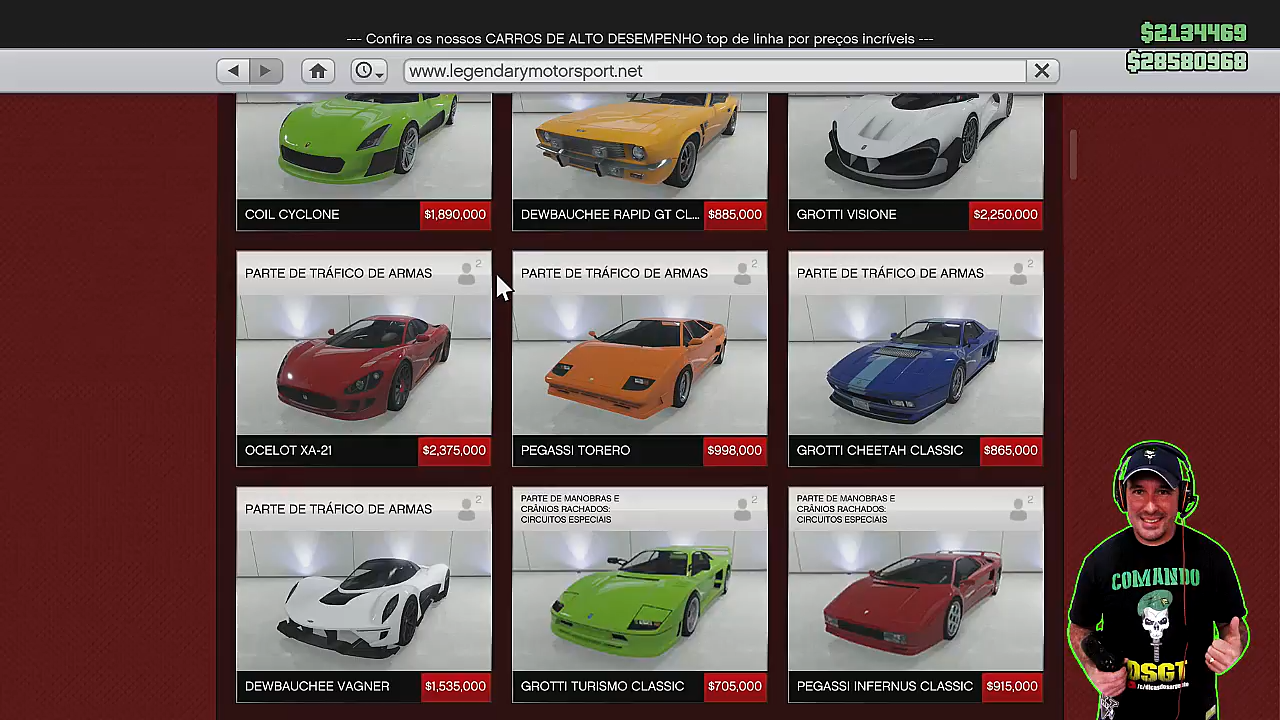 --- Confira os nossos CARROS DE ALTO DESEMPENHO top de linha por preços incríveis ---
$2134469
$28580968
www.legendarymotorsport.net
COIL CYCLONE $1,890,000
DEWBAUCHEE RAPID GT CL... $885,000
GROTTI VISIONE $2,250,000
PARTE DE TRÁFICO DE ARMAS 2
PARTE DE TRÁFICO DE ARMAS 2
PARTE DE TRÁFICO DE ARMAS 2
OCELOT XA-21 $2,375,000
PEGASSI TORERO $998,000
GROTTI CHEETAH CLASSIC $865,000
PARTE DE TRÁFICO DE ARMAS 2
PARTE DE MANOBRAS E 2
CRÂNIOS RACHADOS:
CIRCUITOS ESPECIAIS
PARTE DE MANOBRAS E 2
CRÂNIOS RACHADOS:
CIRCUITOS ESPECIAIS
DEWBAUCHEE VAGNER $1,535,000
GROTTI TURISMO CLASSIC $705,000
PEGASSI INFERNUS CLASSIC $915,000
COMANDO
DSGT